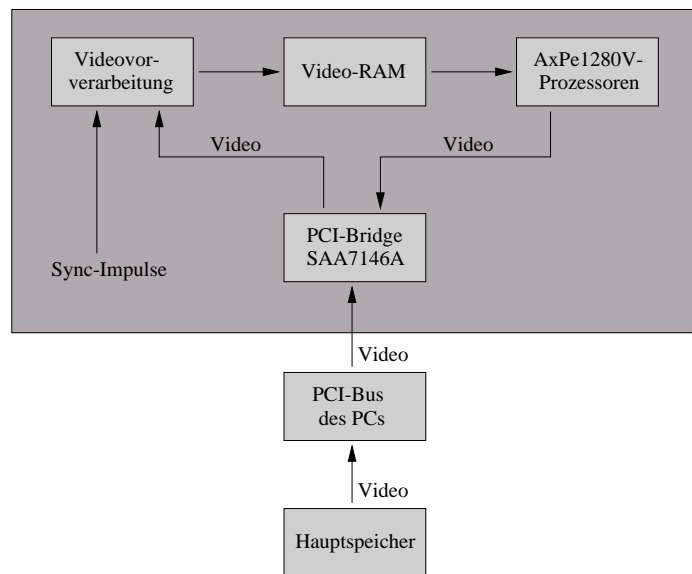 Videovor-
verarbeitung
Video-RAM
AxPe1280V-
Prozessoren
Video
Video
PCI-Bridge
SAA7146A
Sync-Impulse
Video
PCI-Bus
des PCs
Video
Hauptspeicher